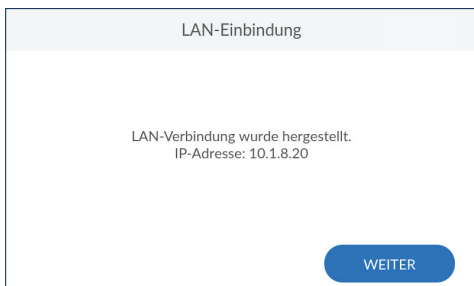 LAN-Einbindung
LAN-Verbindung wurde hergestellt.
IP-Adresse: 10.1.8.20
WEITER